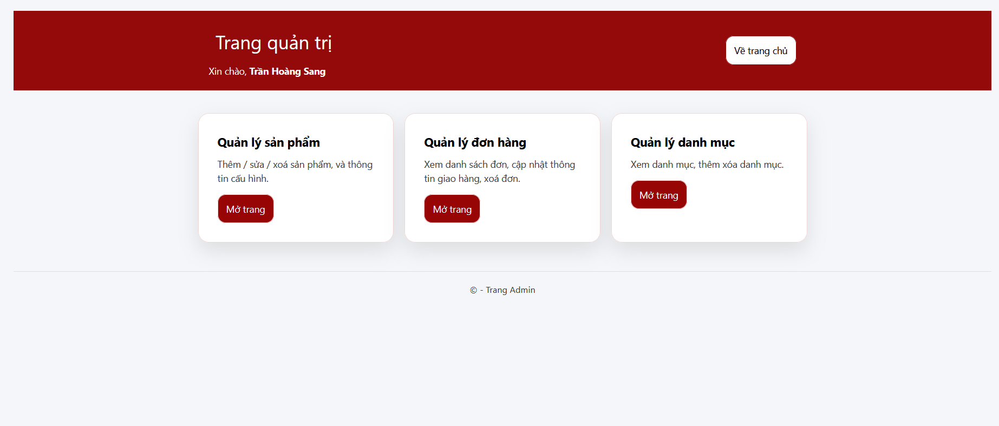 Trang quản trị
Về trang chủ
Xin chào, Trần Hoàng Sang
Quản lý sản phẩm
Thêm / sửa / xoá sản phẩm, và thông
tin cấu hình.
Mở trang
Quản lý đơn hàng
Xem danh sách đơn, cập nhật thông
tin giao hàng, xoá đơn.
Mở trang
Quản lý danh mục
Xem danh mục, thêm xóa danh mục.
Mở trang
© - Trang Admin